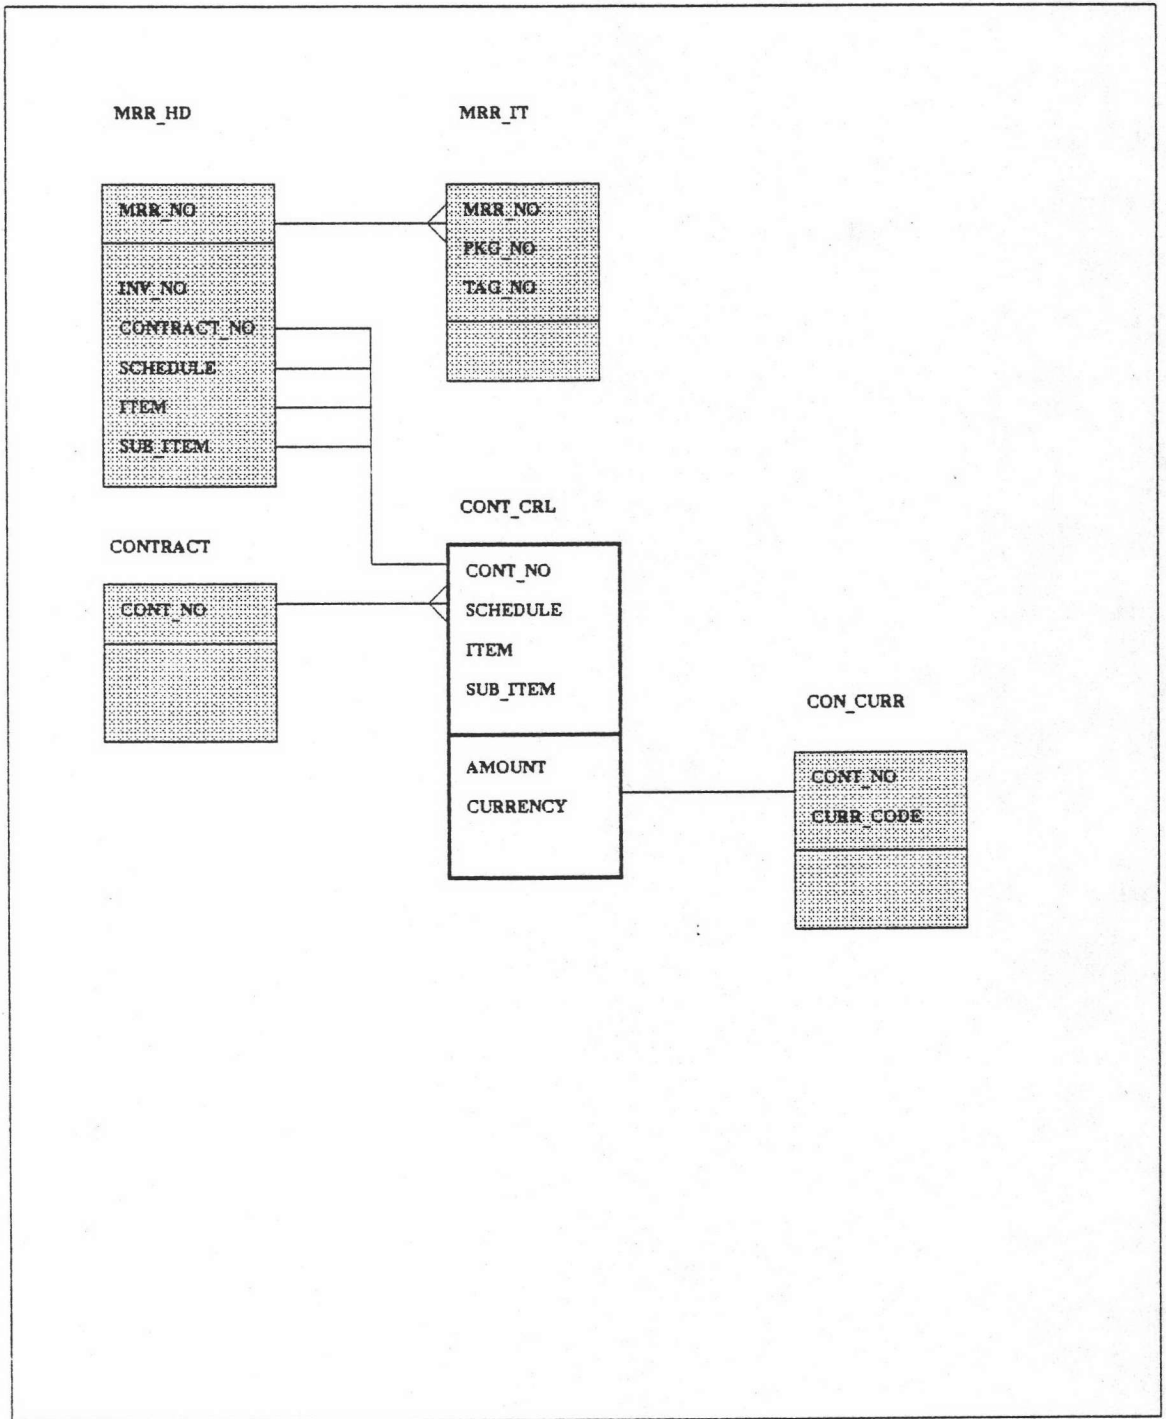 MRR_HD
MRR_IT
MRR_NO
INV_NO
CONTRACT_NO
SCHEDULE
ITEM
SUB_ITEM
MRR_NO
PKG_NO
TAG_NO
CONTRACT
CONT_NO
CONT_CRL
CONT_NO
SCHEDULE
ITEM
SUB_ITEM
AMOUNT
CURRENCY
CON_CURR
CONT_NO
CURR_CODE